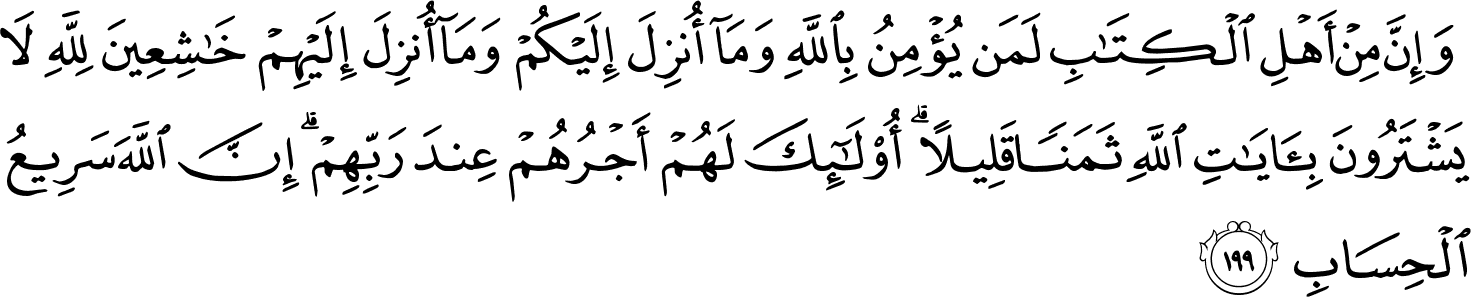 وَإِنَّ مِنْ أَهْلِ ٱلْكِتَٰبِ لَمَن يُؤْمِنُ بِٱللَّهِ وَمَآ أُنزِلَ إِلَيْكُمْ وَمَآ أُنزِلَ إِلَيْهِمْ خَٰشِعِينَ لِلَّهِ لَا
يَشْتَرُونَ بِـَٔايَٰتِ ٱللَّهِ ثَمَنًا قَلِيلًا ۗ أُو۟لَٰٓئِكَ لَهُمْ أَجْرُهُمْ عِندَ رَبِّهِمْ ۗ إِنَّ ٱللَّهَ سَرِيعُ
ٱلْحِسَابِ ١٩٩